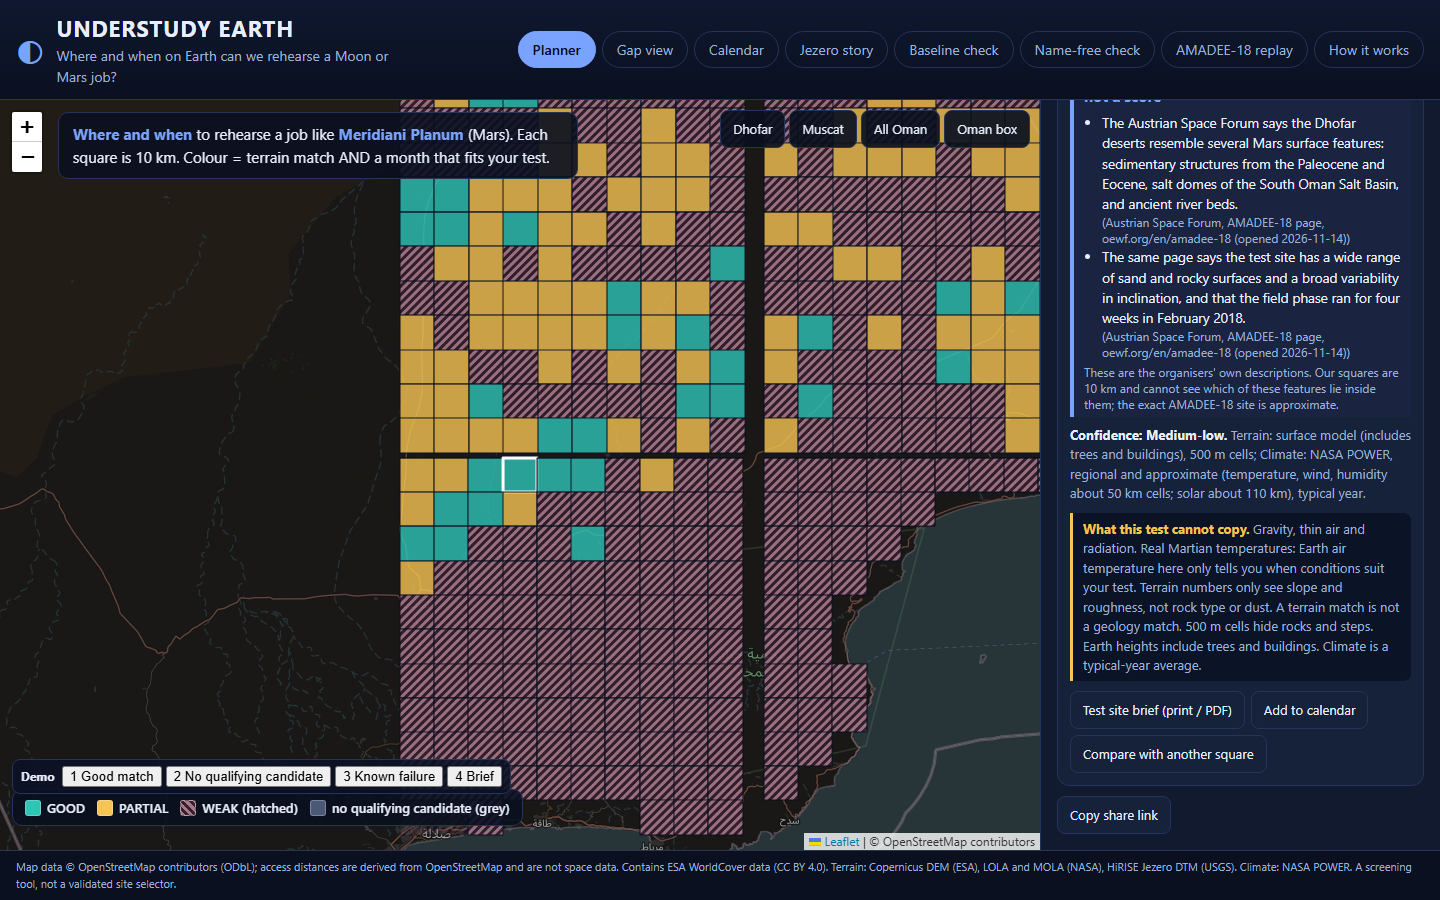 UNDERSTUDY EARTH
Where and when on Earth can we rehearse a Moon or
Mars job?
Planner
Gap view
Calendar
Jezero story
Baseline check
Name-free check
AMADEE-18 replay
How it works
+
−
Where and when to rehearse a job like Meridiani Planum (Mars). Each
square is 10 km. Colour = terrain match AND a month that fits your test.
Dhofar
Muscat
All Oman
Oman box
• The Austrian Space Forum says the Dhofar
deserts resemble several Mars surface features:
sedimentary structures from the Paleocene and
Eocene, salt domes of the South Oman Salt Basin,
and ancient river beds.
(Austrian Space Forum, AMADEE-18 page,
oewf.org/en/amadee-18 (opened 2026-11-14))
• The same page says the test site has a wide range
of sand and rocky surfaces and a broad variability
in inclination, and that the field phase ran for four
weeks in February 2018.
(Austrian Space Forum, AMADEE-18 page,
oewf.org/en/amadee-18 (opened 2026-11-14))
These are the organisers' own descriptions. Our squares are
10 km and cannot see which of these features lie inside
them; the exact AMADEE-18 site is approximate.
Confidence: Medium-low. Terrain: surface model (includes
trees and buildings), 500 m cells; Climate: NASA POWER,
regional and approximate (temperature, wind, humidity
about 50 km cells; solar about 110 km), typical year.
What this test cannot copy. Gravity, thin air and
radiation. Real Martian temperatures: Earth air
temperature here only tells you when conditions suit
your test. Terrain numbers only see slope and
roughness, not rock type or dust. A terrain match is not
a geology match. 500 m cells hide rocks and steps.
Earth heights include trees and buildings. Climate is a
typical-year average.
Test site brief (print / PDF)
Add to calendar
Compare with another square
Copy share link
Demo
1 Good match
2 No qualifying candidate
3 Known failure
4 Brief
GOOD
PARTIAL
WEAK (hatched)
no qualifying candidate (grey)
صلالة
طاقة
مرباط
سدح
Leaflet | © OpenStreetMap contributors
Map data © OpenStreetMap contributors (ODbL); access distances are derived from OpenStreetMap and are not space data. Contains ESA WorldCover data (CC BY 4.0). Terrain: Copernicus DEM (ESA), LOLA and MOLA (NASA), HiRISE Jezero DTM (USGS). Climate: NASA POWER. A screening
tool, not a validated site selector.